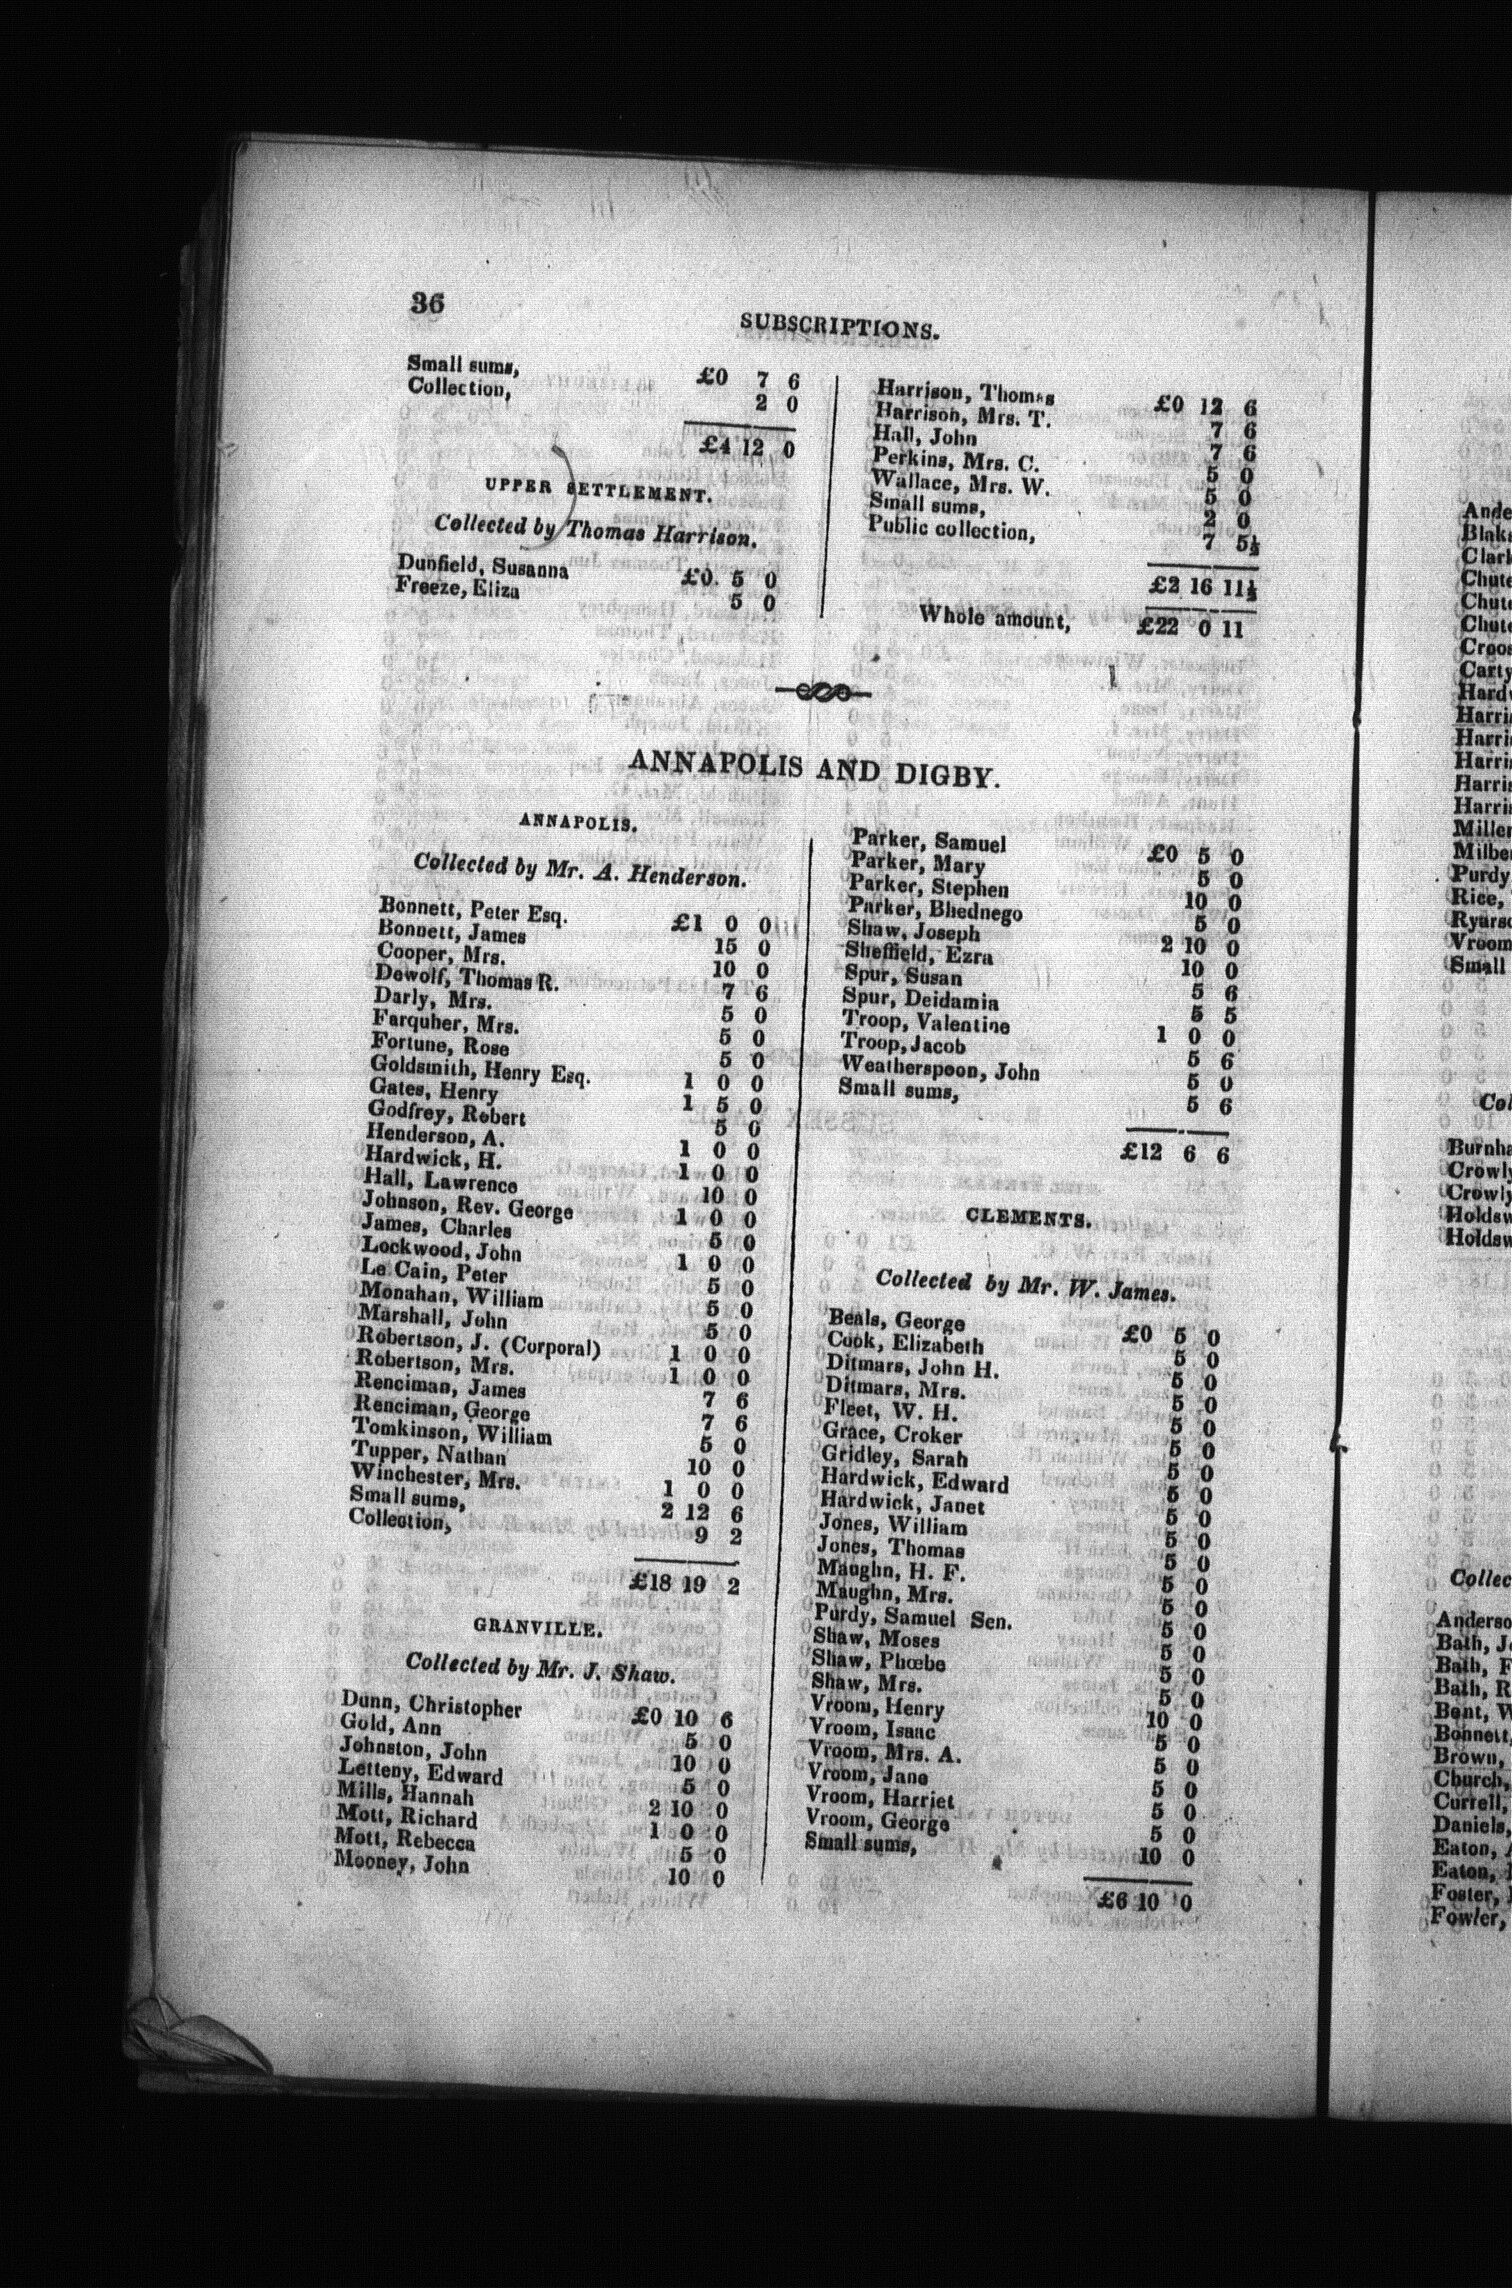 36
SUBSCRIPTIONS.
Small sums, £0 7 6
Collection, 2 0
£4 12 0
UPPER SETTLEMENT.
Collected by Thomas Harrison.
Dunfield, Susanna £0 5 0
Freeze, Eliza 5 0
Harrison, Thomas £0 12 6
Harrison, Mrs. T. 7 6
Hall, John 7 6
Perkins, Mrs. C. 5 0
Wallace, Mrs. W. 5 0
Small sums, 2 0
Public collection, 7 5½
£2 16 11½
Whole amount, £22 0 11
ANNAPOLIS AND DIGBY.
ANNAPOLIS.
Collected by Mr. A. Henderson.
Bonnett, Peter Esq. £1 0 0
Bonnett, James 15 0
Cooper, Mrs. 10 0
Dewolf, Thomas R. 7 6
Darly, Mrs. 5 0
Farquher, Mrs. 5 0
Fortune, Rose 5 0
Goldsmith, Henry Esq. 1 0 0
Gates, Henry 1 5 0
Godfrey, Robert 5 0
Henderson, A. 1 0 0
Hardwick, H. 1 0 0
Hall, Lawrence 10 0
Johnson, Rev. George 1 0 0
James, Charles 5 0
Lockwood, John 1 0 0
Le Cain, Peter 5 0
Monahan, William 5 0
Marshall, John 5 0
Robertson, J. (Corporal) 1 0 0
Robertson, Mrs. 1 0 0
Renciman, James 7 6
Renciman, George 7 6
Tomkinson, William 5 0
Tupper, Nathan 10 0
Winchester, Mrs. 1 0 0
Small sums, 2 12 6
Collection, 9 2
£18 19 2
GRANVILLE.
Collected by Mr. J. Shaw.
Dunn, Christopher £0 10 6
Gold, Ann 5 0
Johnston, John 10 0
Letteny, Edward 5 0
Mills, Hannah 2 10 0
Mott, Richard 1 0 0
Mott, Rebecca 5 0
Mooney, John 10 0
Parker, Samuel £0 5 0
Parker, Mary 5 0
Parker, Stephen 10 0
Parker, Bhednego 5 0
Shaw, Joseph 2 10 0
Sheffield, Ezra 10 0
Spur, Susan 5 6
Spur, Deidamia 5 5
Troop, Valentine 1 0 0
Troop, Jacob 5 6
Weatherspoon, John 5 0
Small sums, 5 6
£12 6 6
CLEMENTS.
Collected by Mr. W. James.
Beals, George £0 5 0
Cook, Elizabeth 5 0
Ditmars, John H. 5 0
Ditmars, Mrs. 5 0
Fleet, W. H. 5 0
Grace, Croker 5 0
Gridley, Sarah 5 0
Hardwick, Edward 5 0
Hardwick, Janet 5 0
Jones, William 5 0
Jones, Thomas 5 0
Maughn, H. F. 5 0
Maughn, Mrs. 5 0
Purdy, Samuel Sen. 5 0
Shaw, Moses 5 0
Shaw, Phœbe 5 0
Shaw, Mrs. 5 0
Vroom, Henry 10 0
Vroom, Isaac 5 0
Vroom, Mrs. A. 5 0
Vroom, Jane 5 0
Vroom, Harriet 5 0
Vroom, George 5 0
Small sums, 10 0
£6 10 0
Purdy
Rice,
Small
Anderso
Bath, J
Bath, F
Bath, R
Bent, W
Bonnett,
Brown,
Church,
Currell,
Daniels,
Eaton,
Eaton,
Foster,
Fowler,